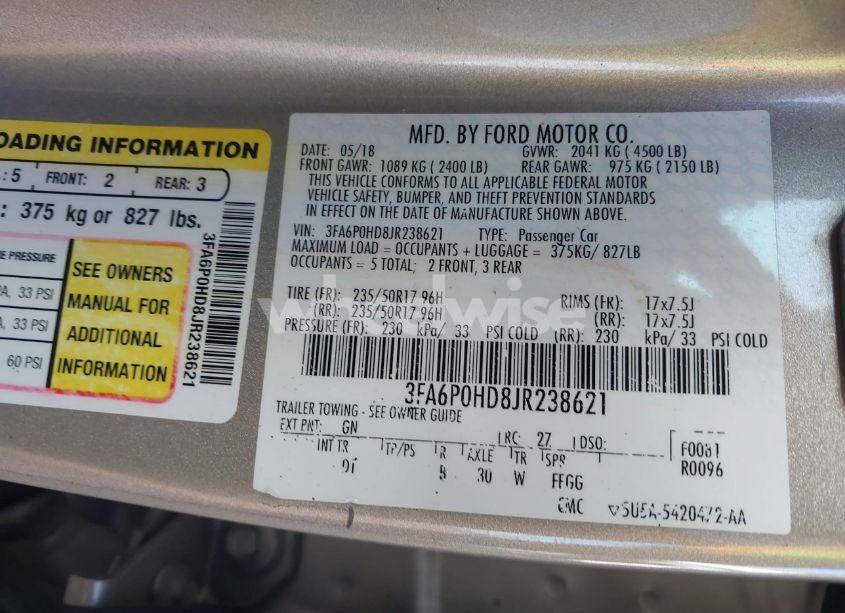 OADING INFORMATION
: 5 FRONT: 2 REAR: 3
: 375 kg or 827 lbs.
E PRESSURE
A, 33 PSI
A, 33 PSI
60 PSI
SEE OWNERS
MANUAL FOR
ADDITIONAL
INFORMATION
3FA6P0HD8JR238621
MFD. BY FORD MOTOR CO.
DATE: 05/18 GVWR: 2041 KG ( 4500 LB)
FRONT GAWR: 1089 KG ( 2400 LB) REAR GAWR: 975 KG ( 2150 LB)
THIS VEHICLE CONFORMS TO ALL APPLICABLE FEDERAL MOTOR
VEHICLE SAFETY, BUMPER, AND THEFT PREVENTION STANDARDS
IN EFFECT ON THE DATE OF MANUFACTURE SHOWN ABOVE.
VIN: 3FA6P0HD8JR238621 TYPE: Passenger Car
MAXIMUM LOAD = OCCUPANTS + LUGGAGE = 375KG/ 827LB
OCCUPANTS = 5 TOTAL; 2 FRONT, 3 REAR
TIRE (FR): 235/50R17 96H RIMS (FR): 17x7.5J
(RR): 235/50R17 96H (RR): 17x7.5J
PRESSURE (FR): 230 kPa/ 33 PSI COLD (RR): 230 kPa/ 33 PSI COLD
3FA6P0HD8JR238621
TRAILER TOWING - SEE OWNER GUIDE
EXT PNT: GN RC: 27 DSO: F0081
INT TR TP/PS R AXLE TR SPR R0096
B 30 W FFGG
5U5A-5420472-AA
wheelwise